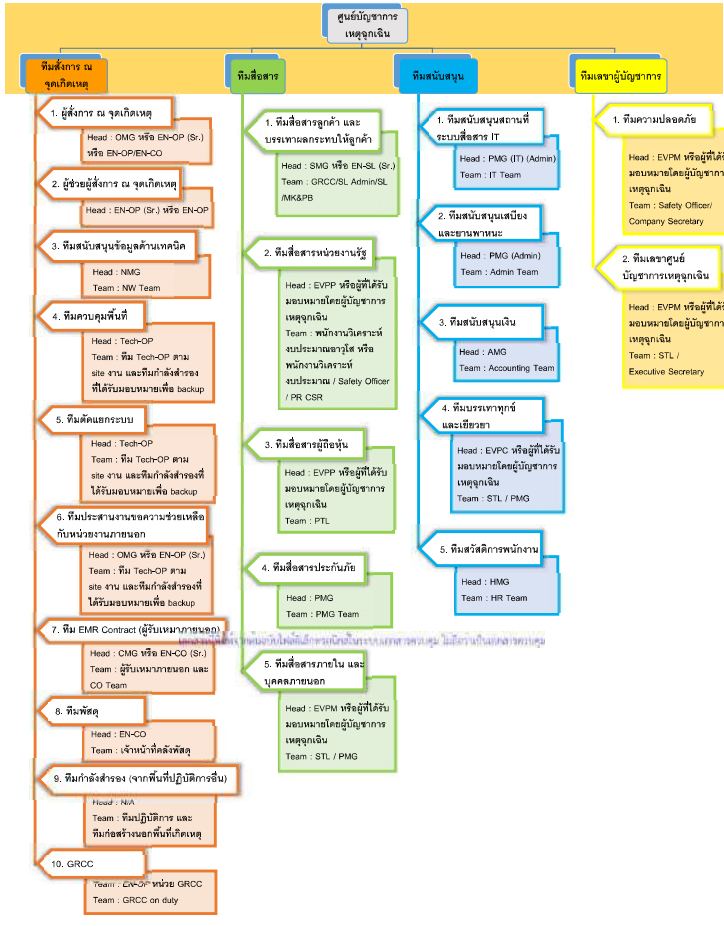 ศูนย์บัญชาการ
เหตุฉุกเฉิน
ทีมสั่งการ ณ
จุดเกิดเหตุ
1. ผู้สั่งการ ณ จุดเกิดเหตุ
Head : OMG หรือ EN-OP (Sr.)
หรือ EN-OP/EN-CO
2. ผู้ช่วยผู้สั่งการ ณ จุดเกิดเหตุ
Head : EN-OP (Sr.) หรือ EN-OP
3. ทีมสนับสนุนข้อมูลด้านเทคนิค
Head : NMG
Team : NW Team
4. ทีมควบคุมพื้นที่
Head : Tech-OP
Team : ทีม Tech-OP ตาม
site งาน และทีมกำลังสำรอง
ที่ได้รับมอบหมายเพื่อ backup
5. ทีมตัดแยกระบบ
Head : Tech-OP
Team : ทีม Tech-OP ตาม
site งาน และทีมกำลังสำรองที่
ได้รับมอบหมายเพื่อ backup
6. ทีมประสานงานขอความช่วยเหลือ
กับหน่วยงานภายนอก
Head : OMG หรือ EN-OP (Sr.)
Team : ทีม Tech-OP ตาม
site งาน และทีมกำลังสำรองที่
ได้รับมอบหมายเพื่อ backup
7. ทีม EMR Contract (ผู้รับเหมาภายนอก)
Head : CMG หรือ EN-CO (Sr.)
Team : ผู้รับเหมาภายนอก และ
CO Team
8. ทีมพัสดุ
Head : EN-CO
Team : เจ้าหน้าที่คลังพัสดุ
9. ทีมกำลังสำรอง (จากพื้นที่ปฏิบัติการอื่น)
Head : N/A
Team : ทีมปฏิบัติการ และ
ทีมก่อสร้างนอกพื้นที่เกิดเหตุ
10. GRCC
Team : EN-OP หน่วย GRCC
Team : GRCC on duty
ทีมสื่อสาร
1. ทีมสื่อสารลูกค้า และ
บรรเทาผลกระทบให้ลูกค้า
Head : SMG หรือ EN-SL (Sr.)
Team : GRCC/SL Admin/SL
/MK&PB
2. ทีมสื่อสารหน่วยงานรัฐ
Head : EVPP หรือผู้ที่ได้รับ
มอบหมายโดยผู้บัญชาการ
เหตุฉุกเฉิน
Team : พนักงานวิเคราะห์
งบประมาณอาวุโส หรือ
พนักงานวิเคราะห์
งบประมาณ / Safety Officer
/ PR CSR
3. ทีมสื่อสารผู้ถือหุ้น
Head : EVPP หรือผู้ที่ได้รับ
มอบหมายโดยผู้บัญชาการ
เหตุฉุกเฉิน
Team : PTL
4. ทีมสื่อสารประกันภัย
Head : PMG
Team : PMG Team
5. ทีมสื่อสารภายใน และ
บุคคลภายนอก
Head : EVPM หรือผู้ที่ได้รับ
มอบหมายโดยผู้บัญชาการ
เหตุฉุกเฉิน
Team : STL / PMG
ทีมสนับสนุน
1. ทีมสนับสนุนสถานที่
ระบบสื่อสาร IT
Head : PMG (IT) (Admin)
Team : IT Team
2. ทีมสนับสนุนเสบียง
และยานพาหนะ
Head : PMG (Admin)
Team : Admin Team
3. ทีมสนับสนุนเงิน
Head : AMG
Team : Accounting Team
4. ทีมบรรเทาทุกข์
และเยียวยา
Head : EVPC หรือผู้ที่ได้รับ
มอบหมายโดยผู้บัญชาการ
เหตุฉุกเฉิน
Team : STL / PMG
5. ทีมสวัสดิการพนักงาน
Head : HMG
Team : HR Team
ทีมเลขาผู้บัญชาการ
1. ทีมความปลอดภัย
Head : EVPM หรือผู้ที่ได้รั
มอบหมายโดยผู้บัญชาการ
เหตุฉุกเฉิน
Team : Safety Officer/
Company Secretary
2. ทีมเลขาศูนย์
บัญชาการเหตุฉุกเฉิน
Head : EVPM หรือผู้ที่ได้รั
มอบหมายโดยผู้บัญชาการ
เหตุฉุกเฉิน
Team : STL /
Executive Secretary